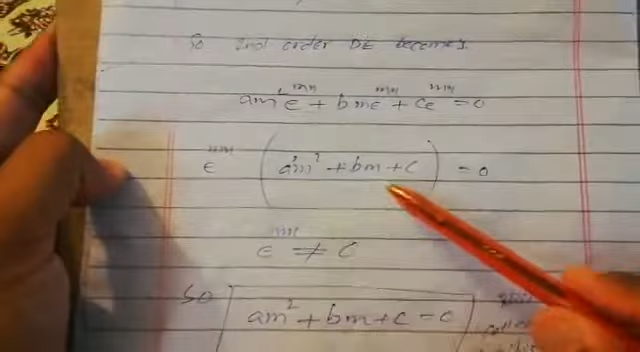 So 2nd order DE becomes.
am²e^mx + bme^mx + ce^mx = 0
e^mx (am² + bm + c) = 0
e^mx ≠ 0
So am² + bm + c = 0